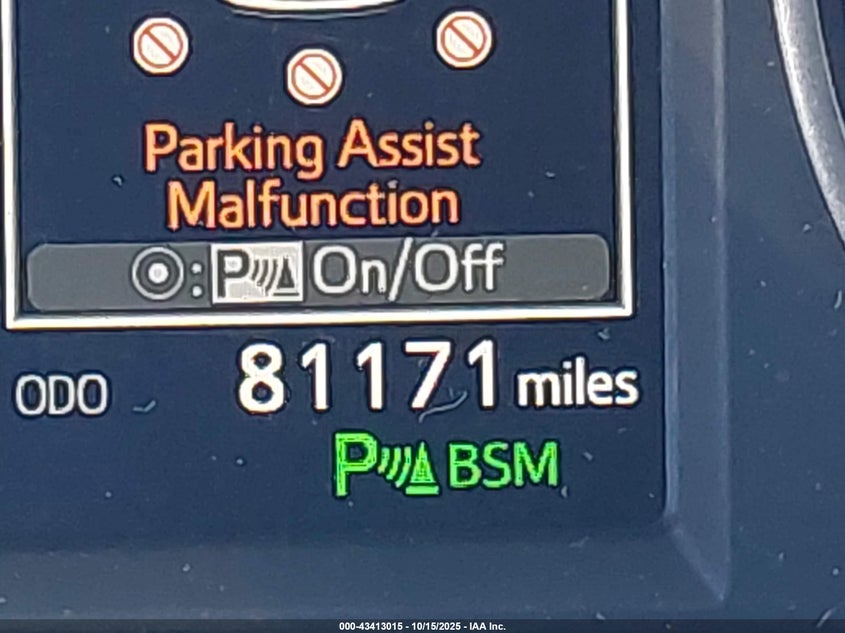 Parking Assist
Malfunction
: P On/Off
ODO 81171 miles
P BSM
000-43413015 - 10/15/2025 - IAA Inc.